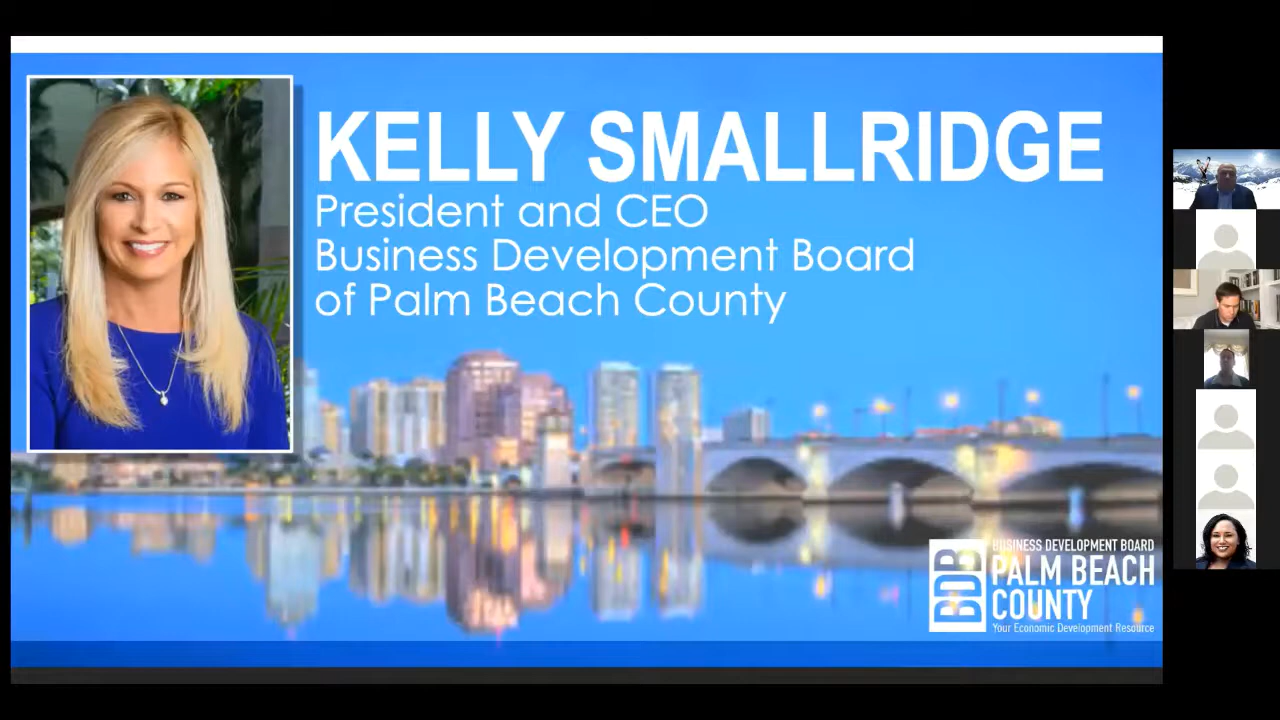 KELLY SMALLRIDGE
President and CEO
Business Development Board
of Palm Beach County
BDB
BUSINESS DEVELOPMENT BOARD
PALM BEACH
COUNTY
Your Economic Development Resource